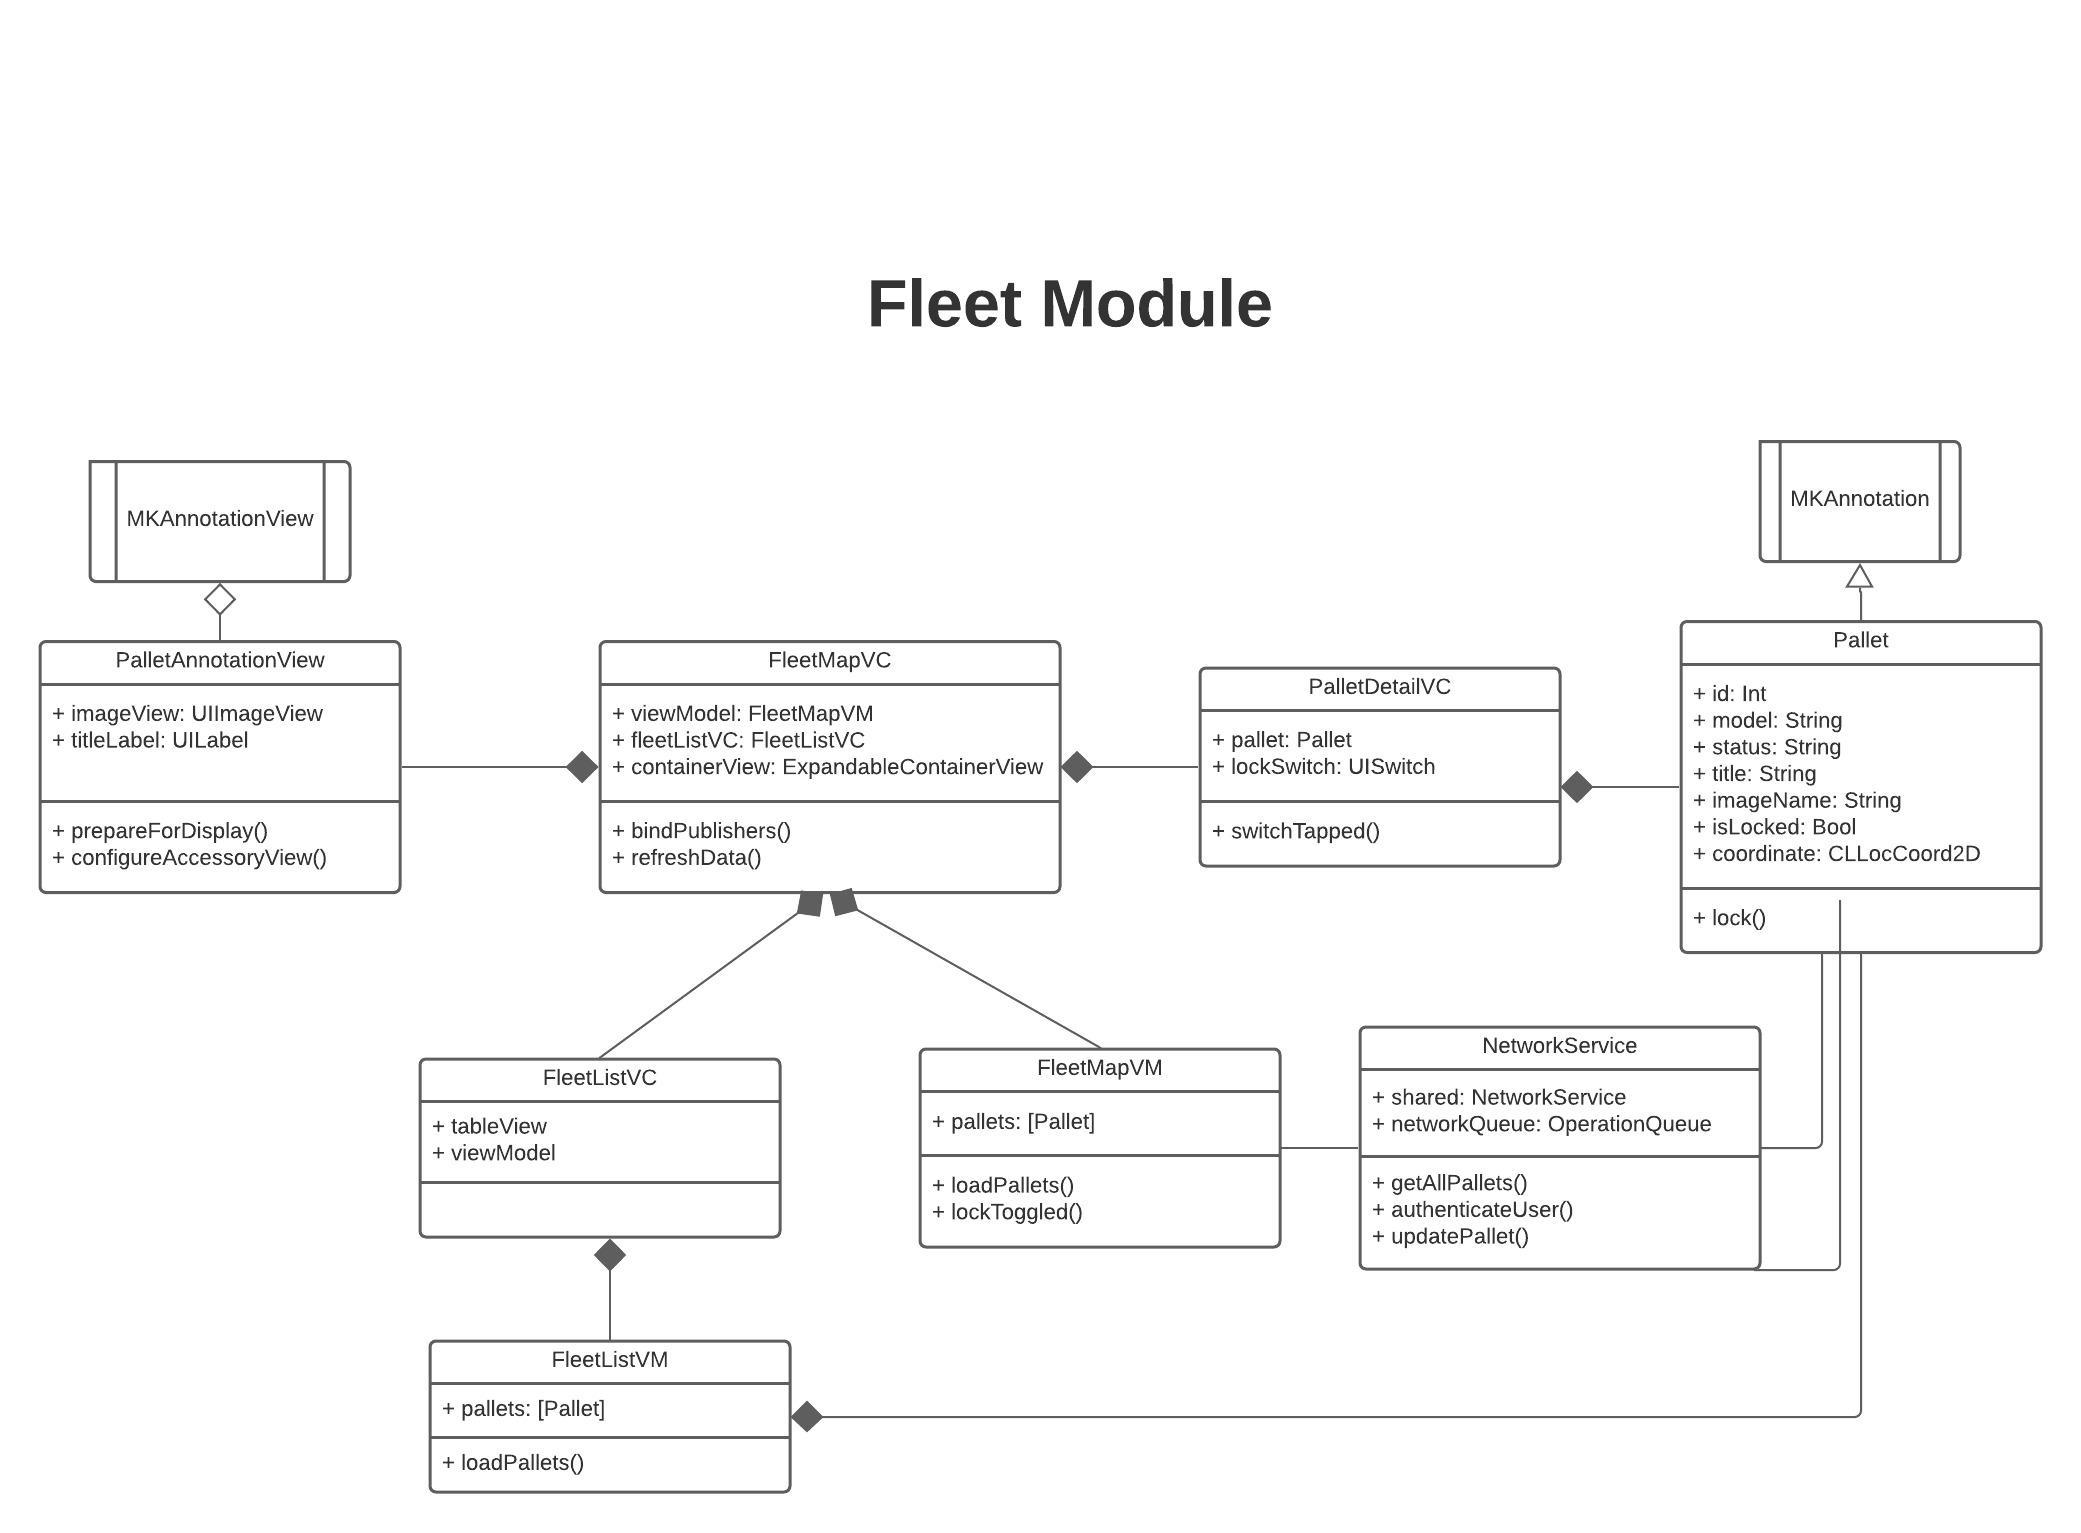 Fleet Module
MKAnnotationView
MKAnnotation
PalletAnnotationView
+ imageView: UIImageView
+ titleLabel: UILabel
+ prepareForDisplay()
+ configureAccessoryView()
FleetMapVC
+ viewModel: FleetMapVM
+ fleetListVC: FleetListVC
+ containerView: ExpandableContainerView
+ bindPublishers()
+ refreshData()
PalletDetailVC
+ pallet: Pallet
+ lockSwitch: UISwitch
+ switchTapped()
Pallet
+ id: Int
+ model: String
+ status: String
+ title: String
+ imageName: String
+ isLocked: Bool
+ coordinate: CLLocCoord2D
+ lock()
FleetListVC
+ tableView
+ viewModel
FleetMapVM
+ pallets: [Pallet]
+ loadPallets()
+ lockToggled()
NetworkService
+ shared: NetworkService
+ networkQueue: OperationQueue
+ getAllPallets()
+ authenticateUser()
+ updatePallet()
FleetListVM
+ pallets: [Pallet]
+ loadPallets()